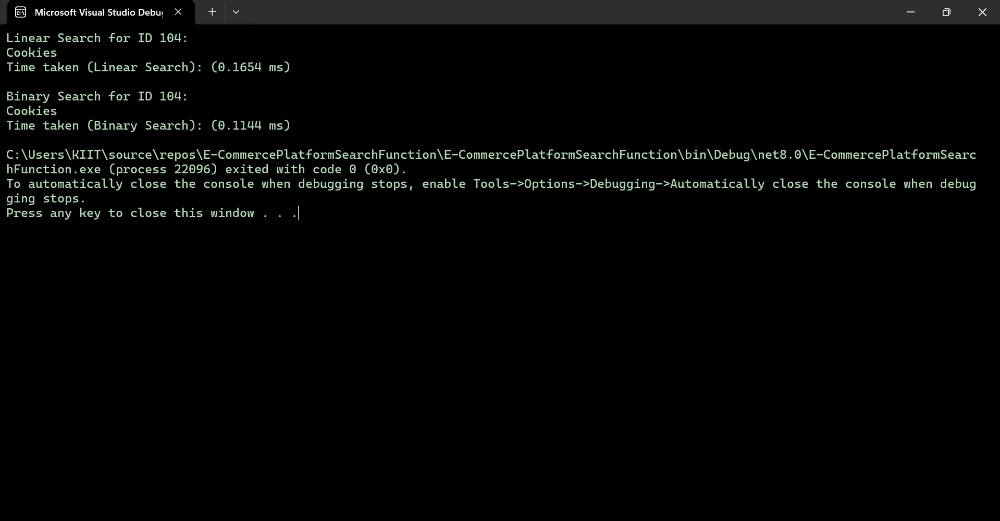 Microsoft Visual Studio Debu
Linear Search for ID 104:
Cookies
Time taken (Linear Search): (0.1654 ms)
Binary Search for ID 104:
Cookies
Time taken (Binary Search): (0.1144 ms)
C:\Users\KIIT\source\repos\E-CommercePlatformSearchFunction\E-CommercePlatformSearchFunction\bin\Debug\net8.0\E-CommercePlatformSearc
hFunction.exe (process 22096) exited with code 0 (0x0).
To automatically close the console when debugging stops, enable Tools->Options->Debugging->Automatically close the console when debug
ging stops.
Press any key to close this window . . .